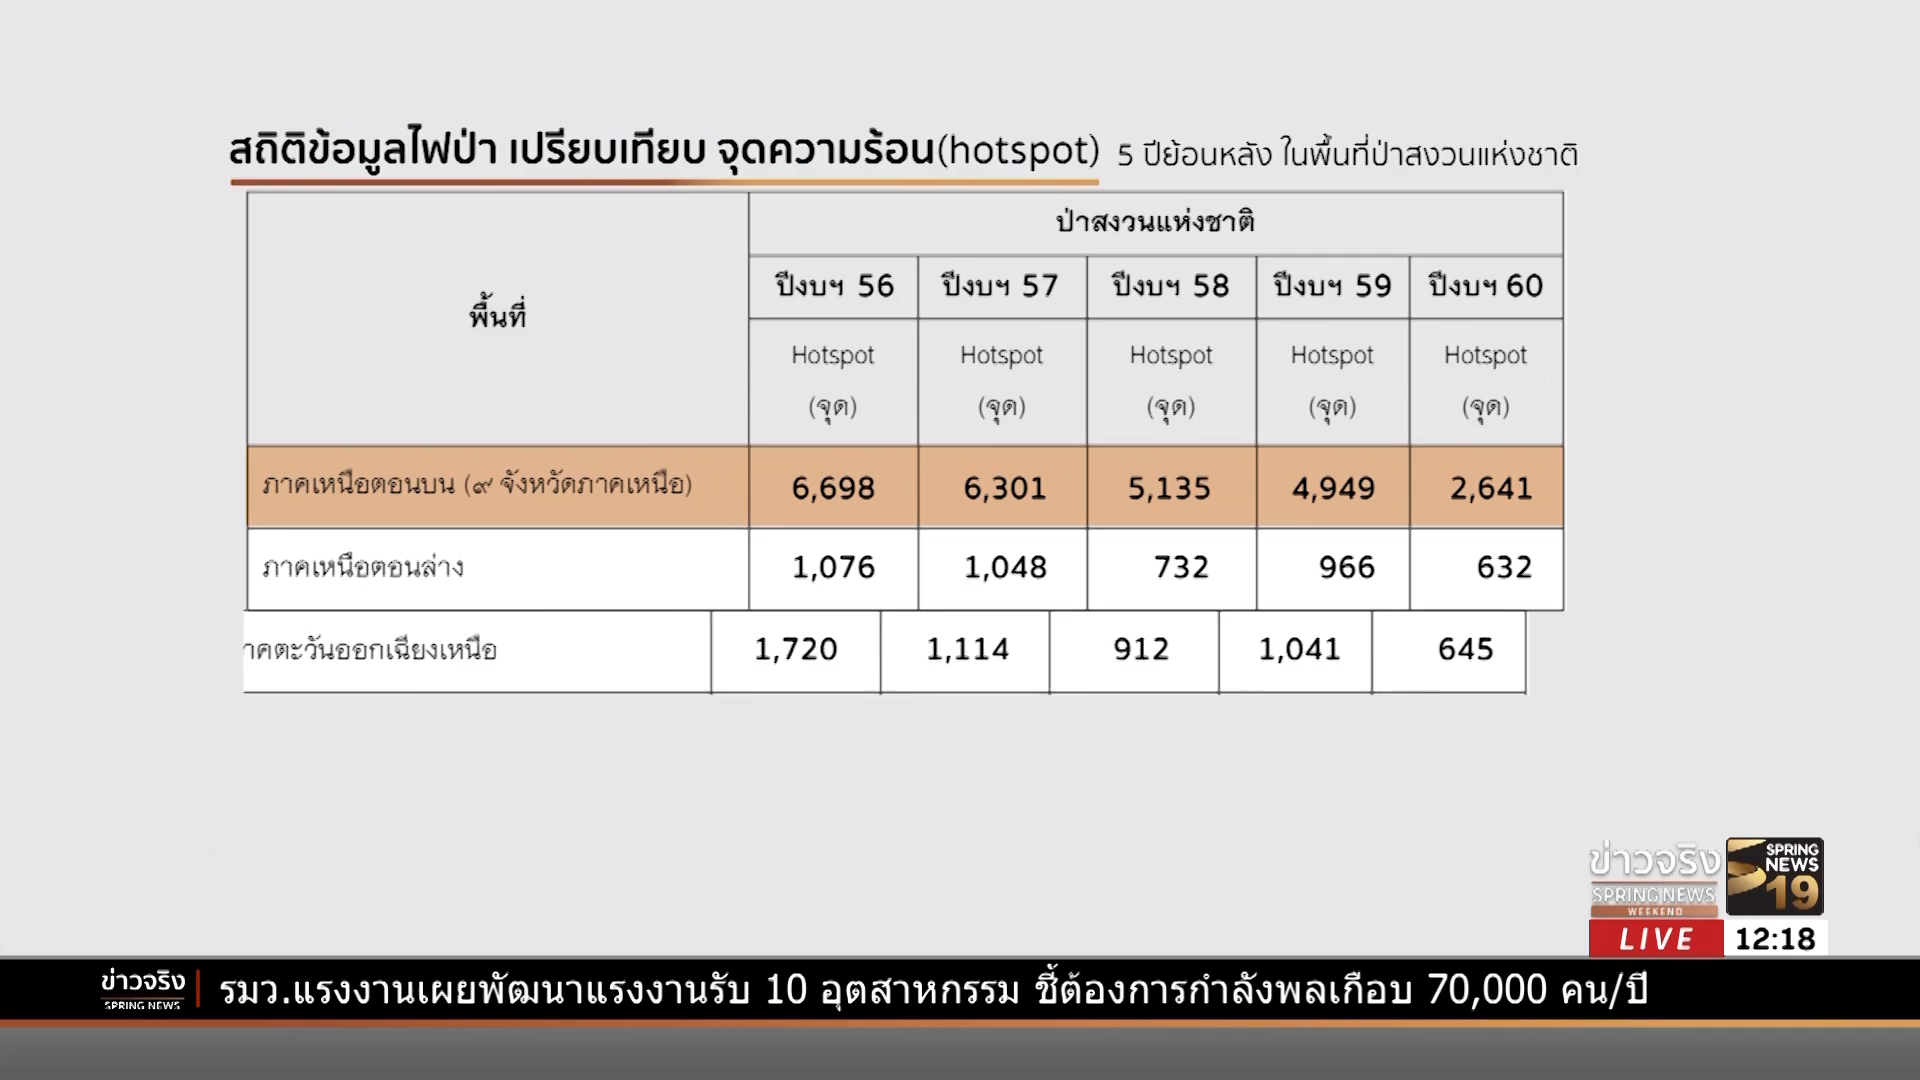 สถิติข้อมูลไฟป่า เปรียบเทียบ จุดความร้อน(hotspot) 5 ปีย้อนหลัง ในพื้นที่ป่าสงวนแห่งชาติ
พื้นที่
ป่าสงวนแห่งชาติ
ปีงบฯ 56 ปีงบฯ 57 ปีงบฯ 58 ปีงบฯ 59 ปีงบฯ 60
Hotspot Hotspot Hotspot Hotspot Hotspot
(จุด) (จุด) (จุด) (จุด) (จุด)
ภาคเหนือตอนบน (๙ จังหวัดภาคเหนือ) 6,698 6,301 5,135 4,949 2,641
ภาคเหนือตอนล่าง 1,076 1,048 732 966 632
าคตะวันออกเฉียงเหนือ 1,720 1,114 912 1,041 645
ข่าวจริง
SPRING NEWS
WEEKEND
SPRING
NEWS
19
LIVE 12:18
ข่าวจริง
SPRING NEWS
รมว.แรงงานเผยพัฒนาแรงงานรับ 10 อุตสาหกรรม ชี้ต้องการกำลังพลเกือบ 70,000 คน/ปี